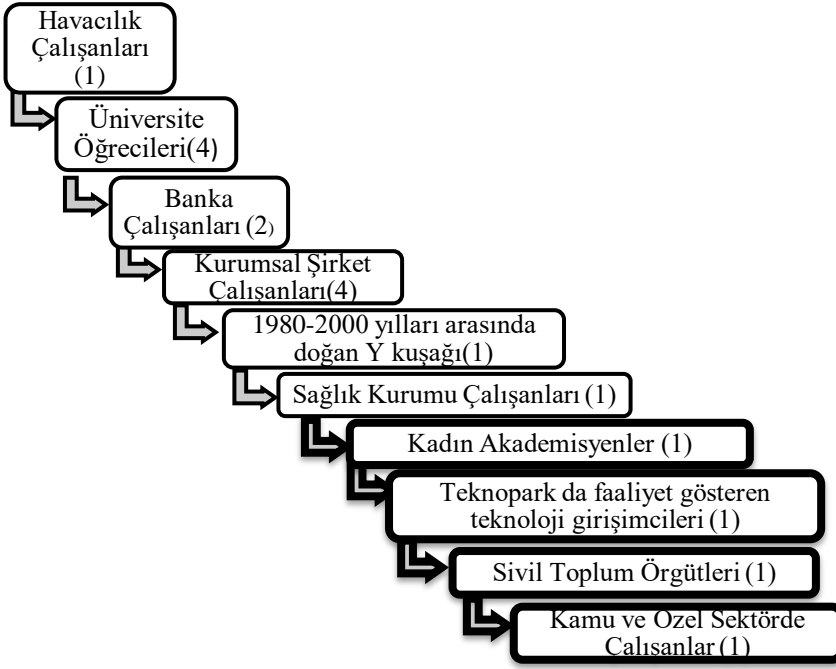 Havacılık
Çalışanları
(1)
Üniversite
Öğrecileri(4)
Banka
Çalışanları (2)
Kurumsal Şirket
Çalışanları(4)
1980-2000 yılları arasında
doğan Y kuşağı(1)
Sağlık Kurumu Çalışanları (1)
Kadın Akademisyenler (1)
Teknopark da faaliyet gösteren
teknoloji girişimcileri (1)
Sivil Toplum Örgütleri (1)
Kamu ve Özel Sektörde
Çalışanlar (1)